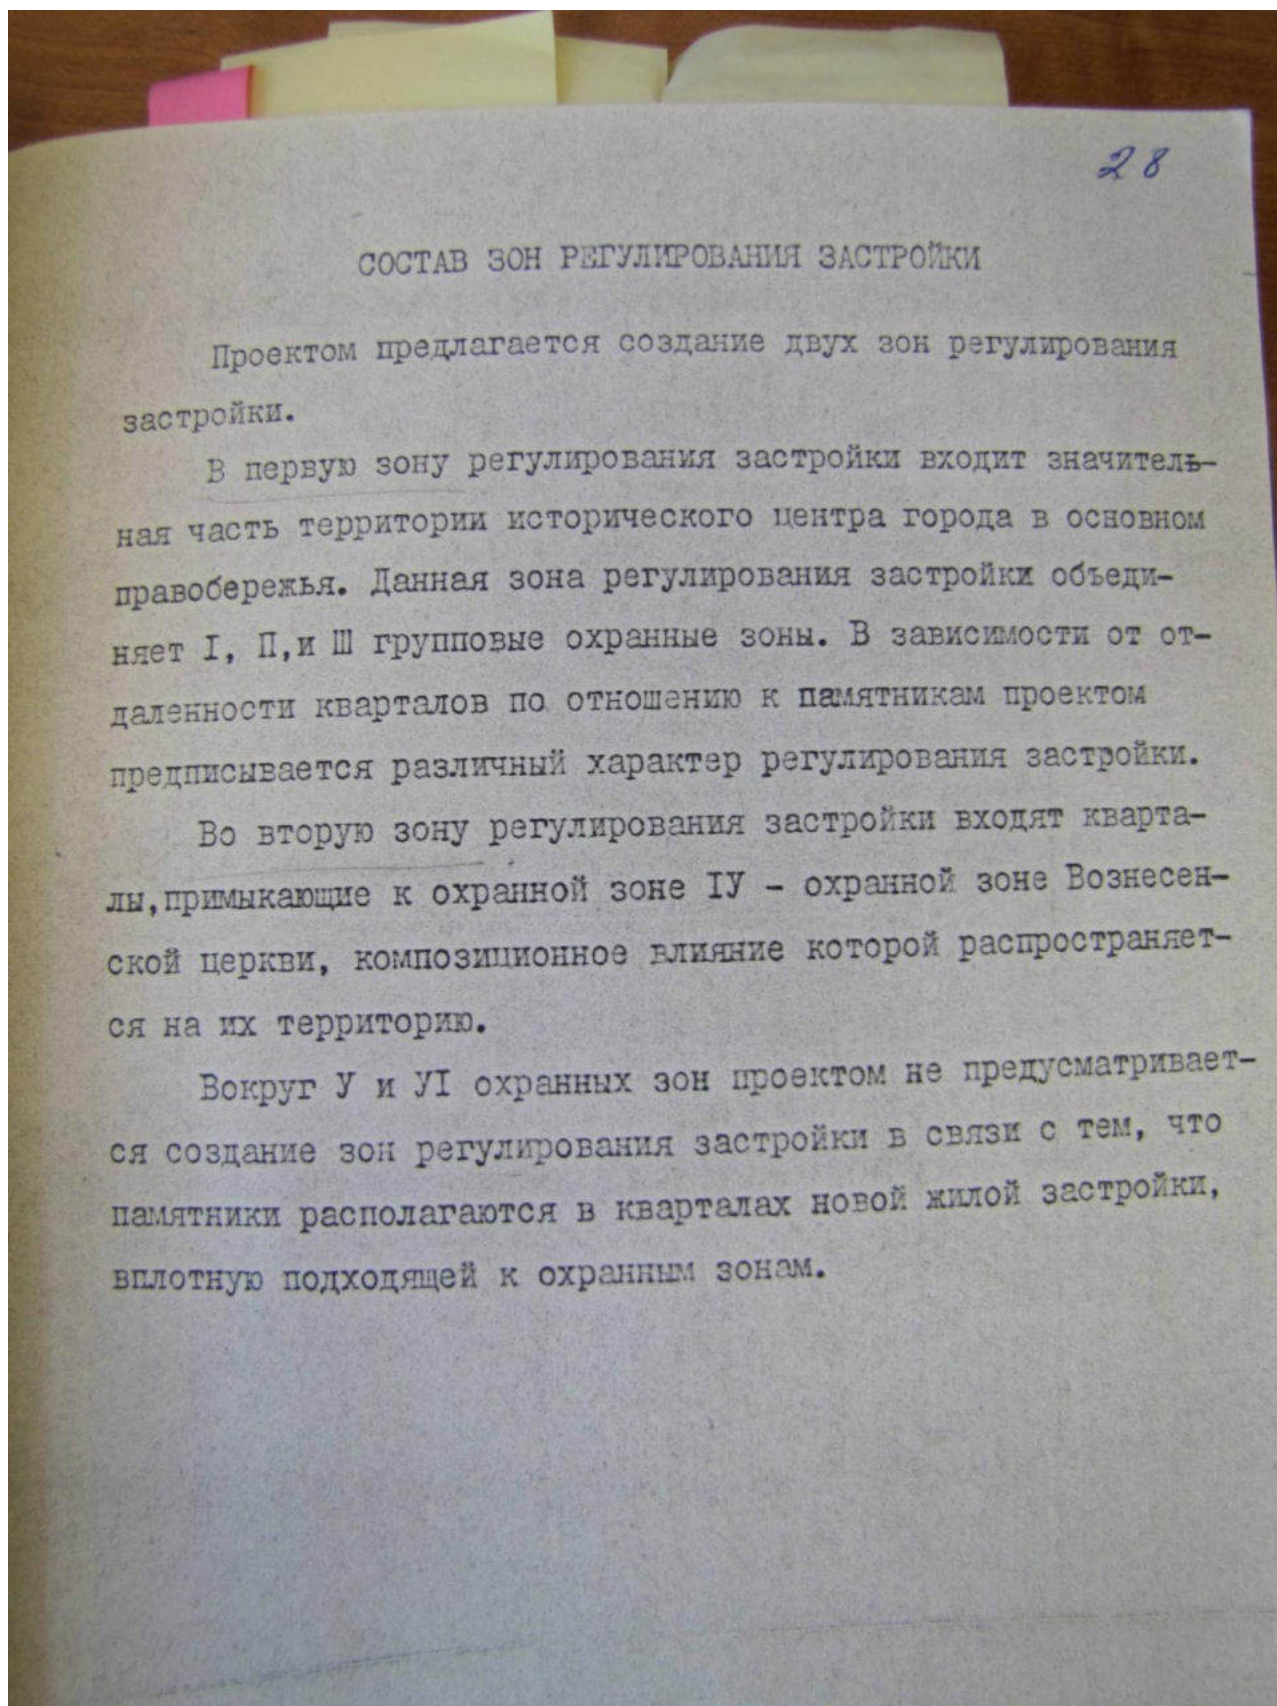 28
СОСТАВ ЗОН РЕГУЛИРОВАНИЯ ЗАСТРОЙКИ
Проектом предлагается создание двух зон регулирования
застройки.
В первую зону регулирования застройки входит значитель-
ная часть территории исторического центра города в основном
правобережья. Данная зона регулирования застройки объеди-
няет I, П,и Ш групповые охранные зоны. В зависимости от от-
даленности кварталов по отношению к памятникам проектом
предписывается различный характер регулирования застройки.
Во вторую зону регулирования застройки входят кварта-
лы,примыкающие к охранной зоне IУ - охранной зоне Вознесен-
ской церкви, композиционное влияние которой распространяет-
ся на их территорию.
Вокруг У и УI охранных зон проектом не предусматривает-
ся создание зон регулирования застройки в связи с тем, что
памятники располагаются в кварталах новой жилой застройки,
вплотную подходящей к охранным зонам.